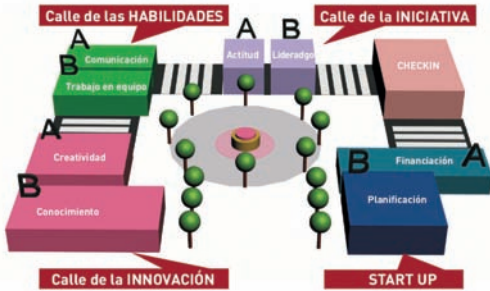 Calle de las HABILIDADES
Calle de la INICIATIVA
A
Comunicación
B
Trabajo en equipo
A
Actitud
B
Lideradgo
CHECKIN
A
Creatividad
B
Conocimiento
A
Financiación
B
Planificación
Calle de la INNOVACIÓN
START UP